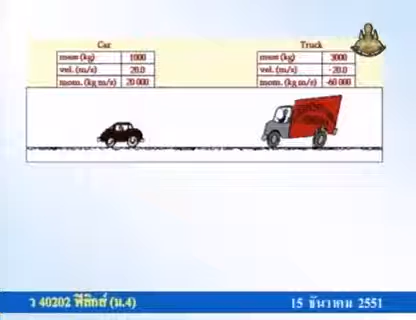 Car
mass (kg) 1000
vel. (m/s) 20.0
mom. (kg m/s) 20 000
Truck
mass (kg) 3000
vel. (m/s) -20.0
mom. (kg m/s) -60 000
ว 40202 ฟิสิกส์ (ม.4)
15 ธันวาคม 2551